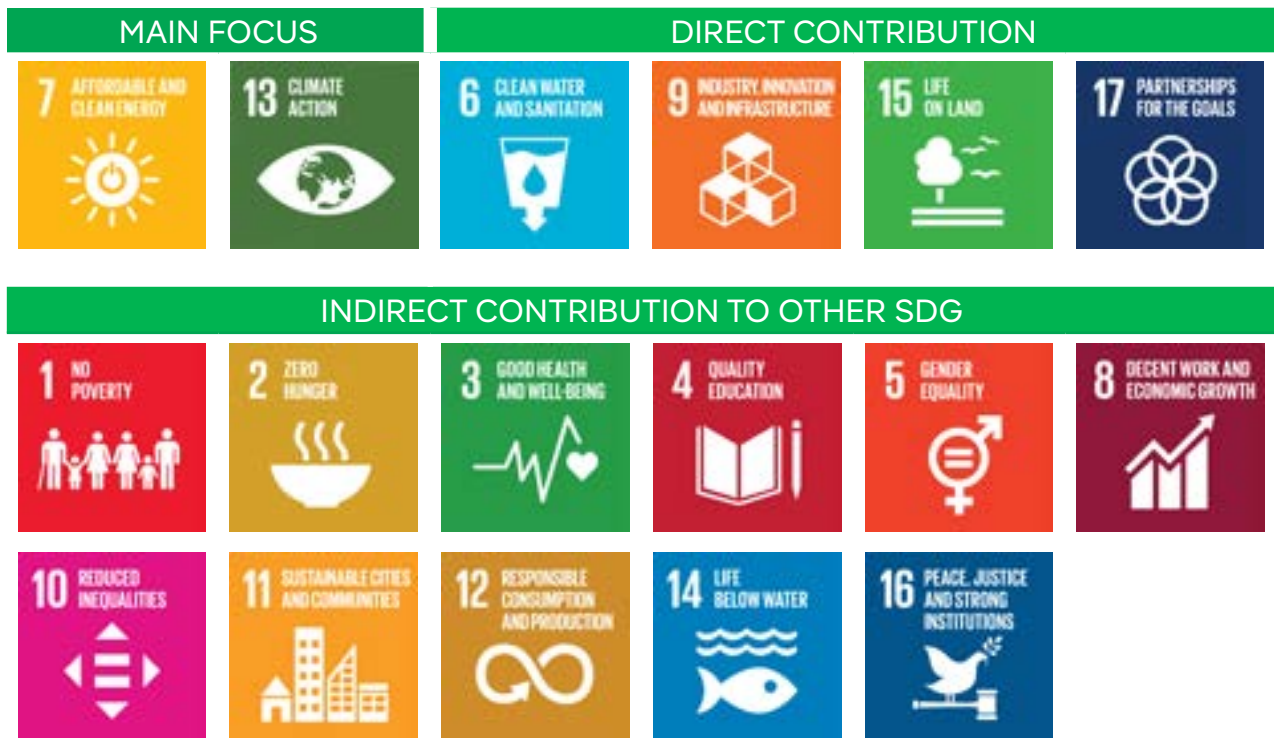 MAIN FOCUS
DIRECT CONTRIBUTION
7 AFFORDABLE AND
CLEAN ENERGY
13 CLIMATE
ACTION
6 CLEAN WATER
AND SANITATION
9 INDUSTRY, INNOVATION
AND INFRASTRUCTURE
15 LIFE
ON LAND
17 PARTNERSHIPS
FOR THE GOALS
INDIRECT CONTRIBUTION TO OTHER SDG
1 NO
POVERTY
2 ZERO
HUNGER
3 GOOD HEALTH
AND WELL-BEING
4 QUALITY
EDUCATION
5 GENDER
EQUALITY
8 DECENT WORK AND
ECONOMIC GROWTH
10 REDUCED
INEQUALITIES
11 SUSTAINABLE CITIES
AND COMMUNITIES
12 RESPONSIBLE
CONSUMPTION
AND PRODUCTION
14 LIFE
BELOW WATER
16 PEACE, JUSTICE
AND STRONG
INSTITUTIONS